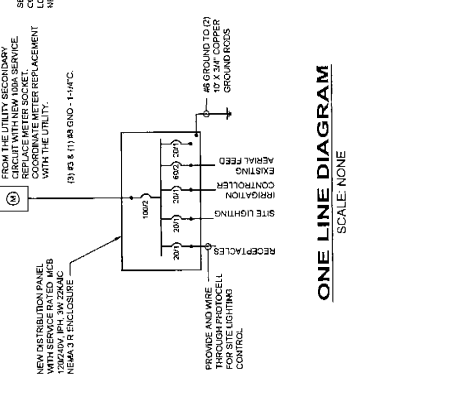 SE
CO
LO
NE
FROM THE UTILITY SECONDARY
CIRCUIT WITH NEW 100A SERVICE.
REPLACE METER SOCKET.
COORDINATE METER REPLACEMENT
WITH THE UTILITY.
M
(3) #3 & (1) #8 GND - 1-1/4"C.
#6 GROUND TO (2)
10' X 3/4" COPPER
GROUND RODS
NEW DISTRIBUTION PANEL
WITH SERVICE RATED MCB
120/240V, 1PH, 3W 22KAIC
NEMA 3 R ENCLOSURE
100/2
20/1
20/1
20/1
60/2
20/1
RECEPTACLES
SITE LIGHTING
IRRIGATION
CONTROLLER
EXISTING
AERIAL FEED
PROVIDE AND WIRE
THROUGH PHOTOCELL
FOR SITE LIGHTING
CONTROL
ONE LINE DIAGRAM
SCALE: NONE